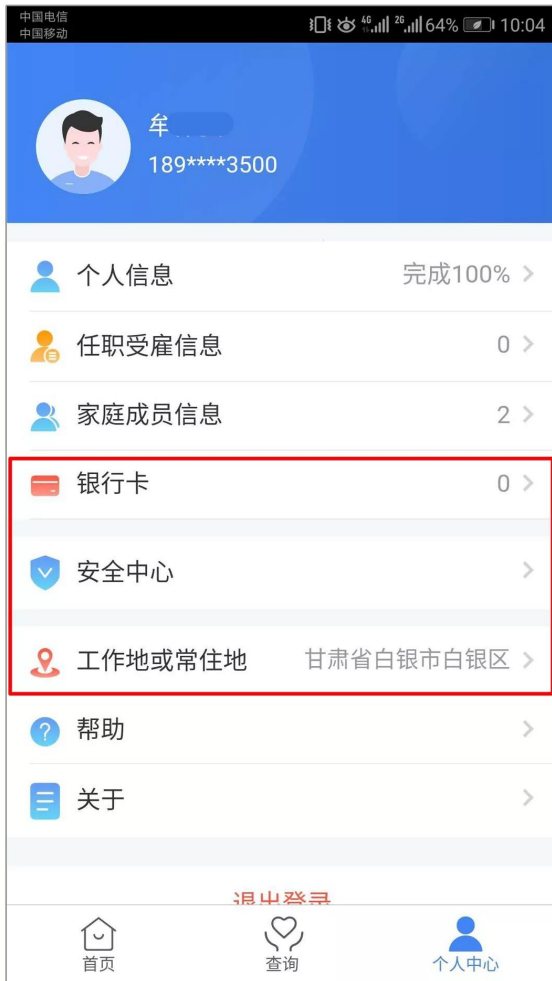 中国电信
中国移动
4G 2G 64% 10:04
牟
189****3500
个人信息 完成100%
任职受雇信息 0
家庭成员信息 2
银行卡 0
安全中心
工作地或常住地 甘肃省白银市白银区
帮助
关于
退出登录
首页 查询 个人中心